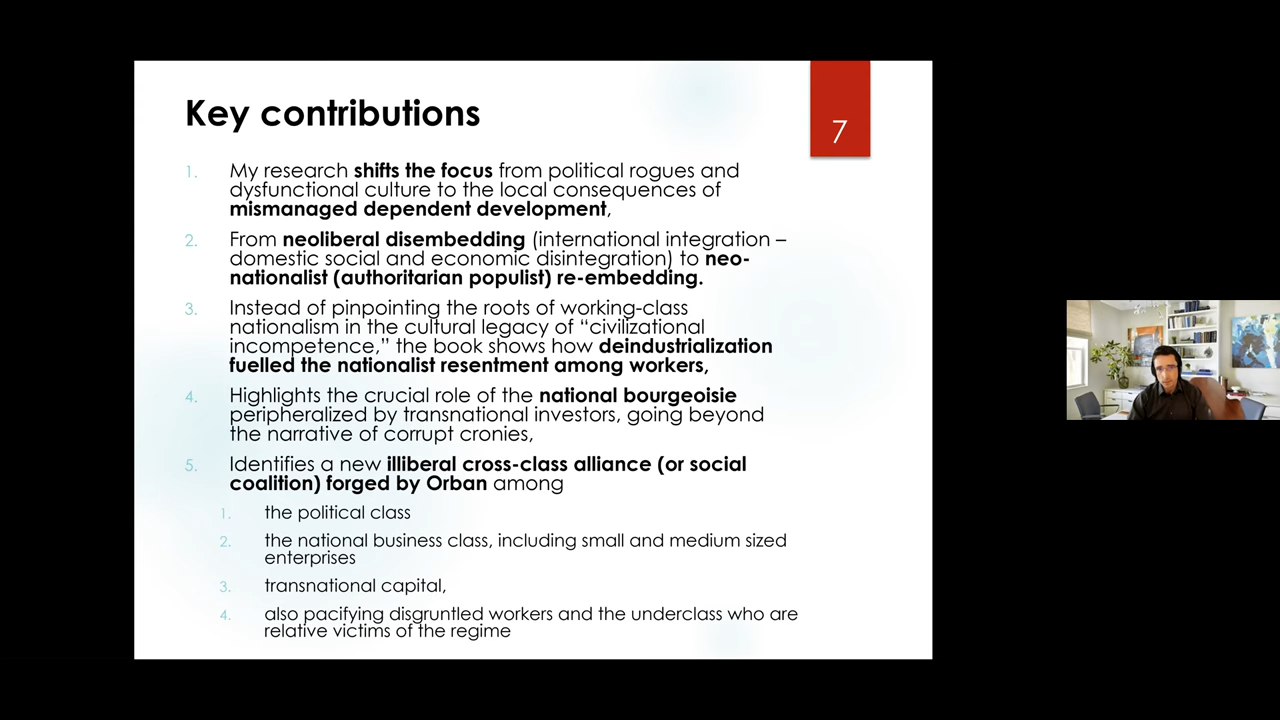 Key contributions
7
1. My research shifts the focus from political rogues and
dysfunctional culture to the local consequences of
mismanaged dependent development,
2. From neoliberal disembedding (international integration –
domestic social and economic disintegration) to neo-
nationalist (authoritarian populist) re-embedding.
3. Instead of pinpointing the roots of working-class
nationalism in the cultural legacy of “civilizational
incompetence,” the book shows how deindustrialization
fuelled the nationalist resentment among workers,
4. Highlights the crucial role of the national bourgeoisie
peripheralized by transnational investors, going beyond
the narrative of corrupt cronies,
5. Identifies a new illiberal cross-class alliance (or social
coalition) forged by Orban among
1. the political class
2. the national business class, including small and medium sized
enterprises
3. transnational capital,
4. also pacifying disgruntled workers and the underclass who are
relative victims of the regime